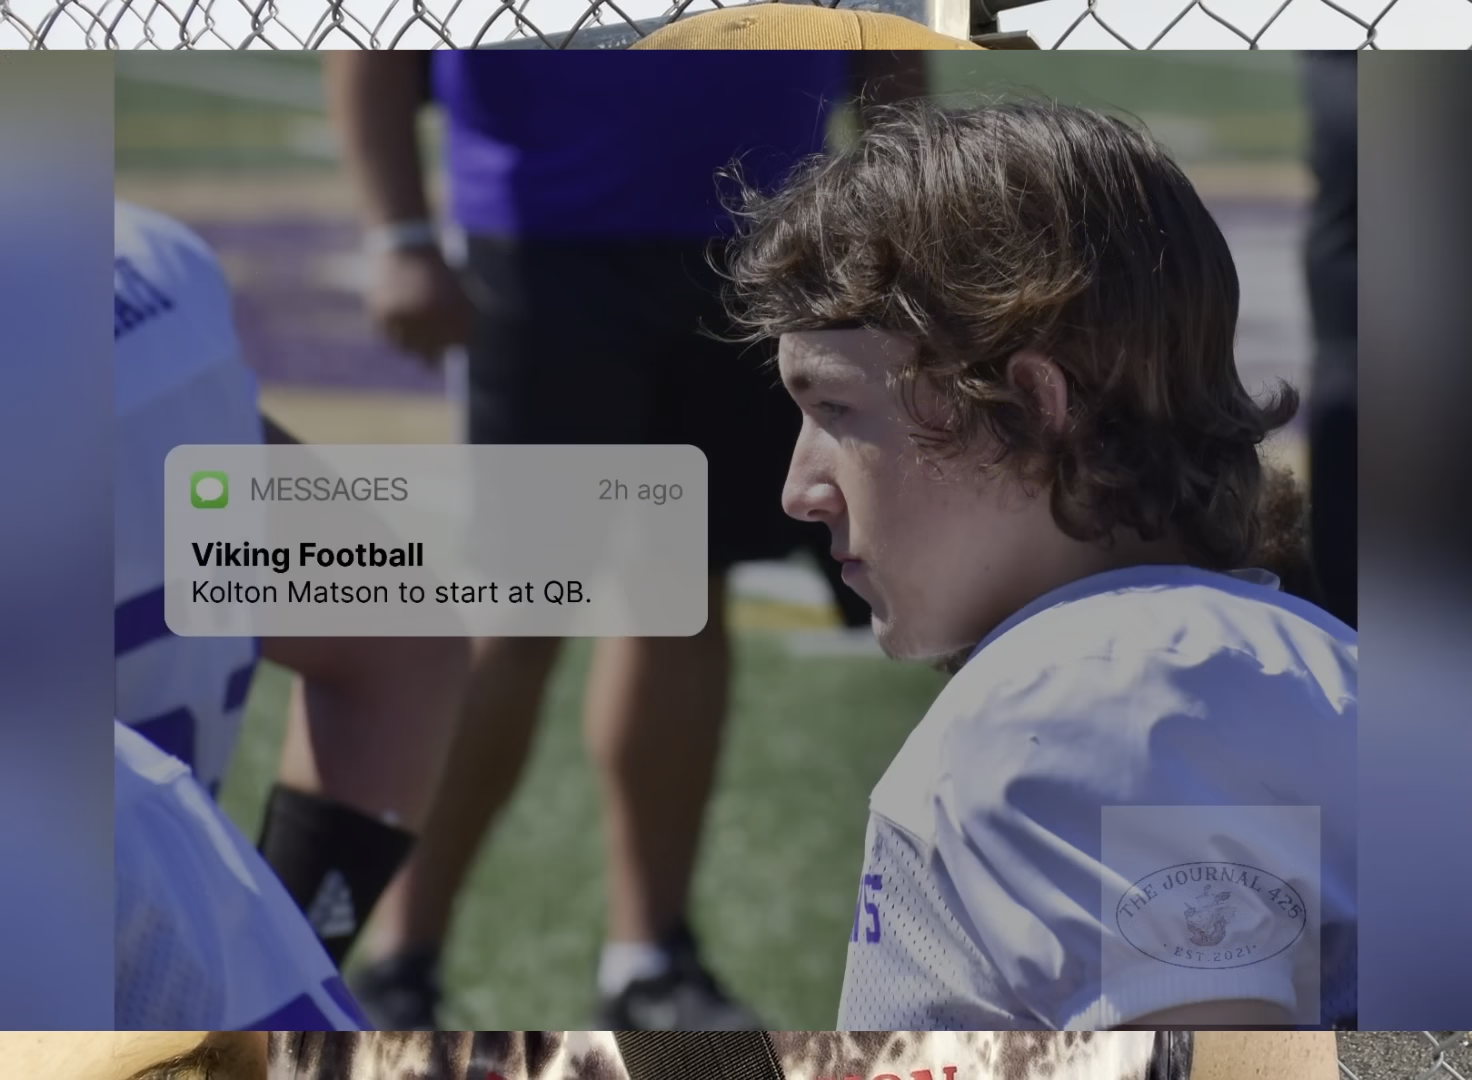 MESSAGES 2h ago
Viking Football
Kolton Matson to start at QB.
THE JOURNAL 425
EST. 2021